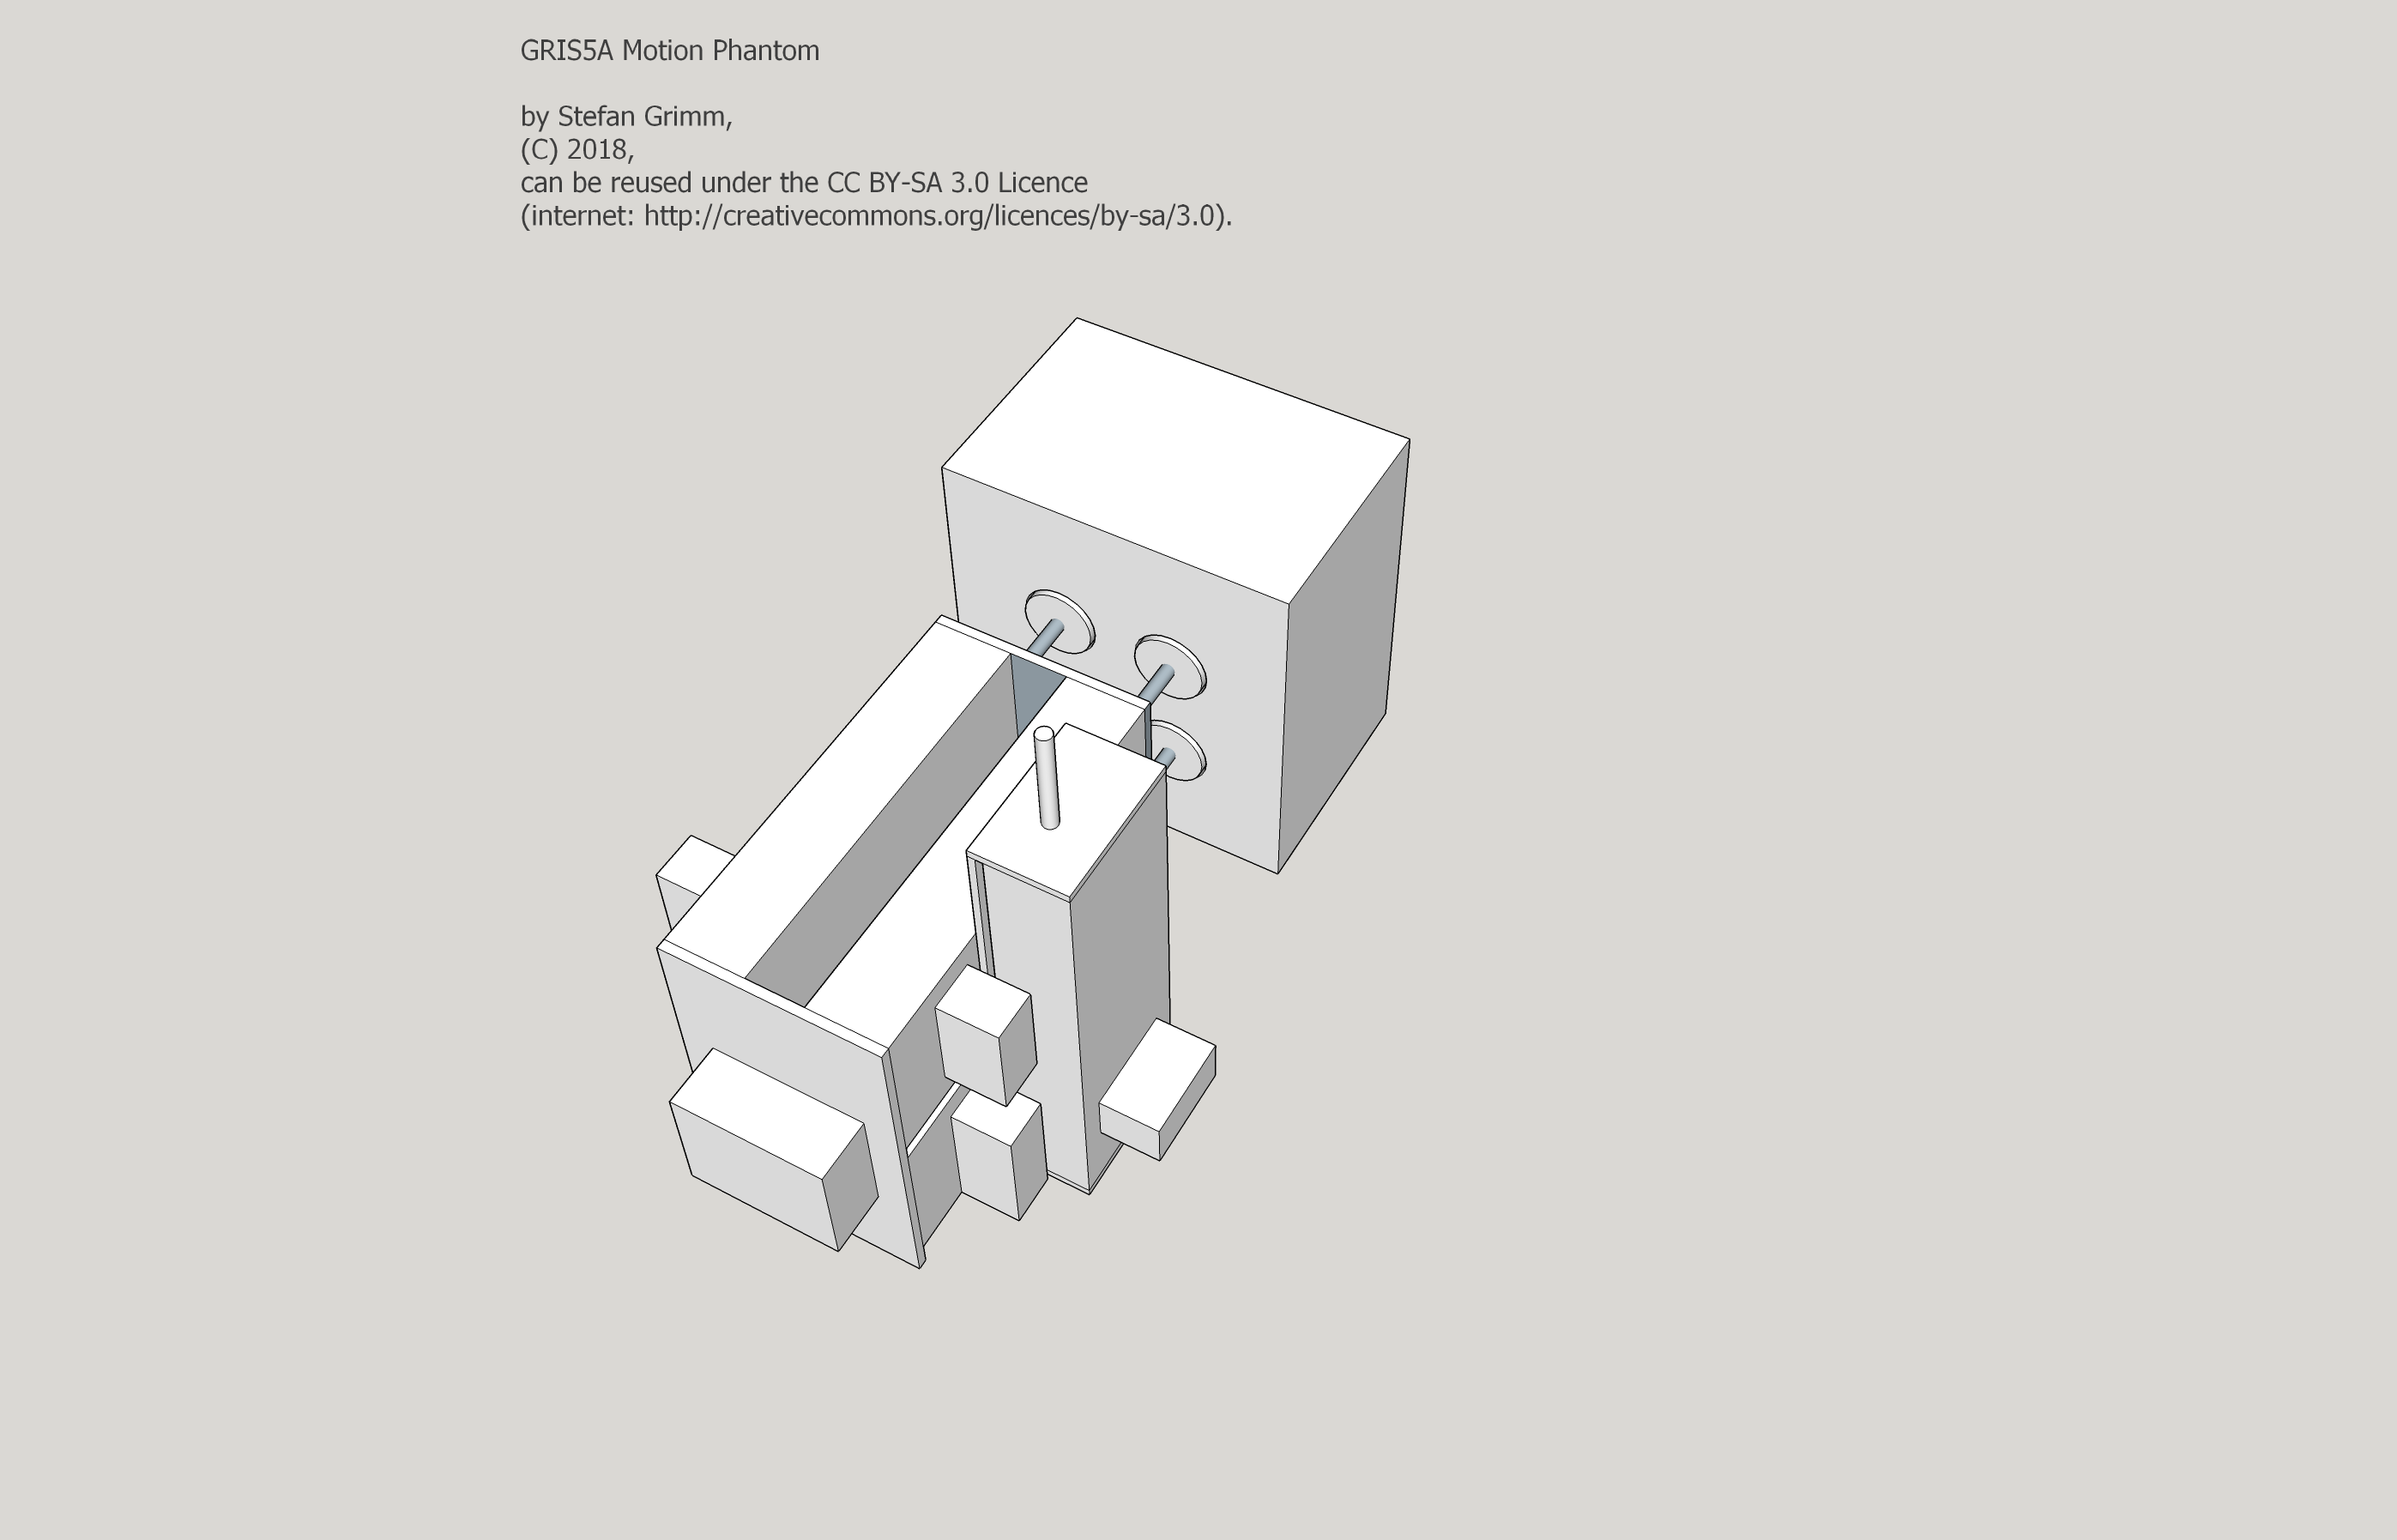 GRIS5A Motion Phantom
by Stefan Grimm,
(C) 2018,
can be reused under the CC BY-SA 3.0 Licence
(internet: http://creativecommons.org/licences/by-sa/3.0).